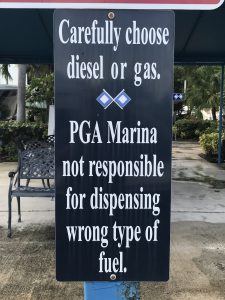 Carefully choose
diesel or gas.
PGA Marina
not responsible
for dispensing
wrong type of
fuel.